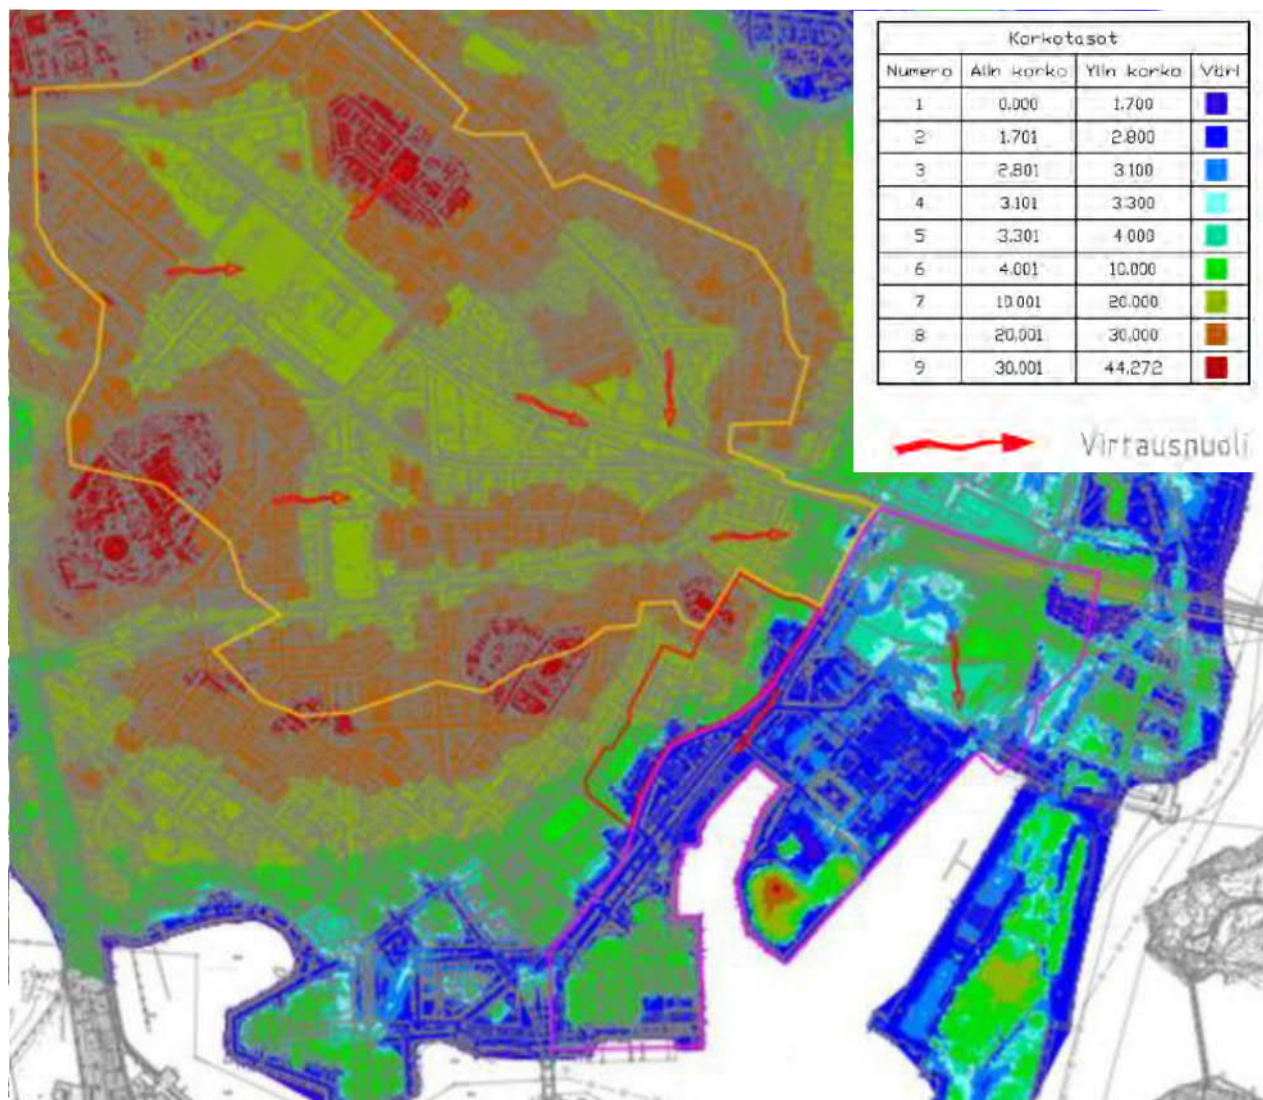 Korkotasot
Numero Alin korko Ylin korko Väri
1 0.000 1.700
2 1.701 2.800
3 2.801 3.100
4 3.101 3.300
5 3.301 4.000
6 4.001 10.000
7 10.001 20.000
8 20.001 30.000
9 30.001 44.272
Virtausnuoli